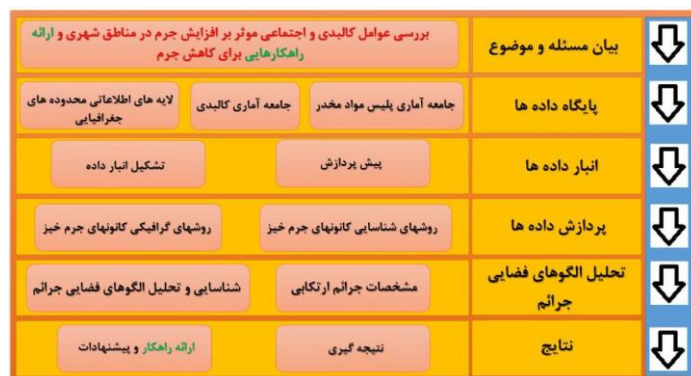 بیان مسئله و موضوع
بررسی عوامل کالبدی و اجتماعی موثر بر افزایش جرم در مناطق شهری و ارائه
راهکارهایی برای کاهش جرم
پایگاه داده ها
جامعه آماری پلیس مواد مخدر
جامعه آماری کالبدی
لایه های اطلاعاتی محدوده های
جغرافیایی
انبار داده ها
پیش پردازش
تشکیل انبار داده
پردازش داده ها
روشهای شناسایی کانونهای جرم خیز
روشهای گرافیکی کانونهای جرم خیز
تحلیل الگوهای فضایی
جرائم
مشخصات جرائم ارتکابی
شناسایی و تحلیل الگوهای فضایی جرائم
نتایج
نتیجه گیری
ارائه راهکار و پیشنهادات